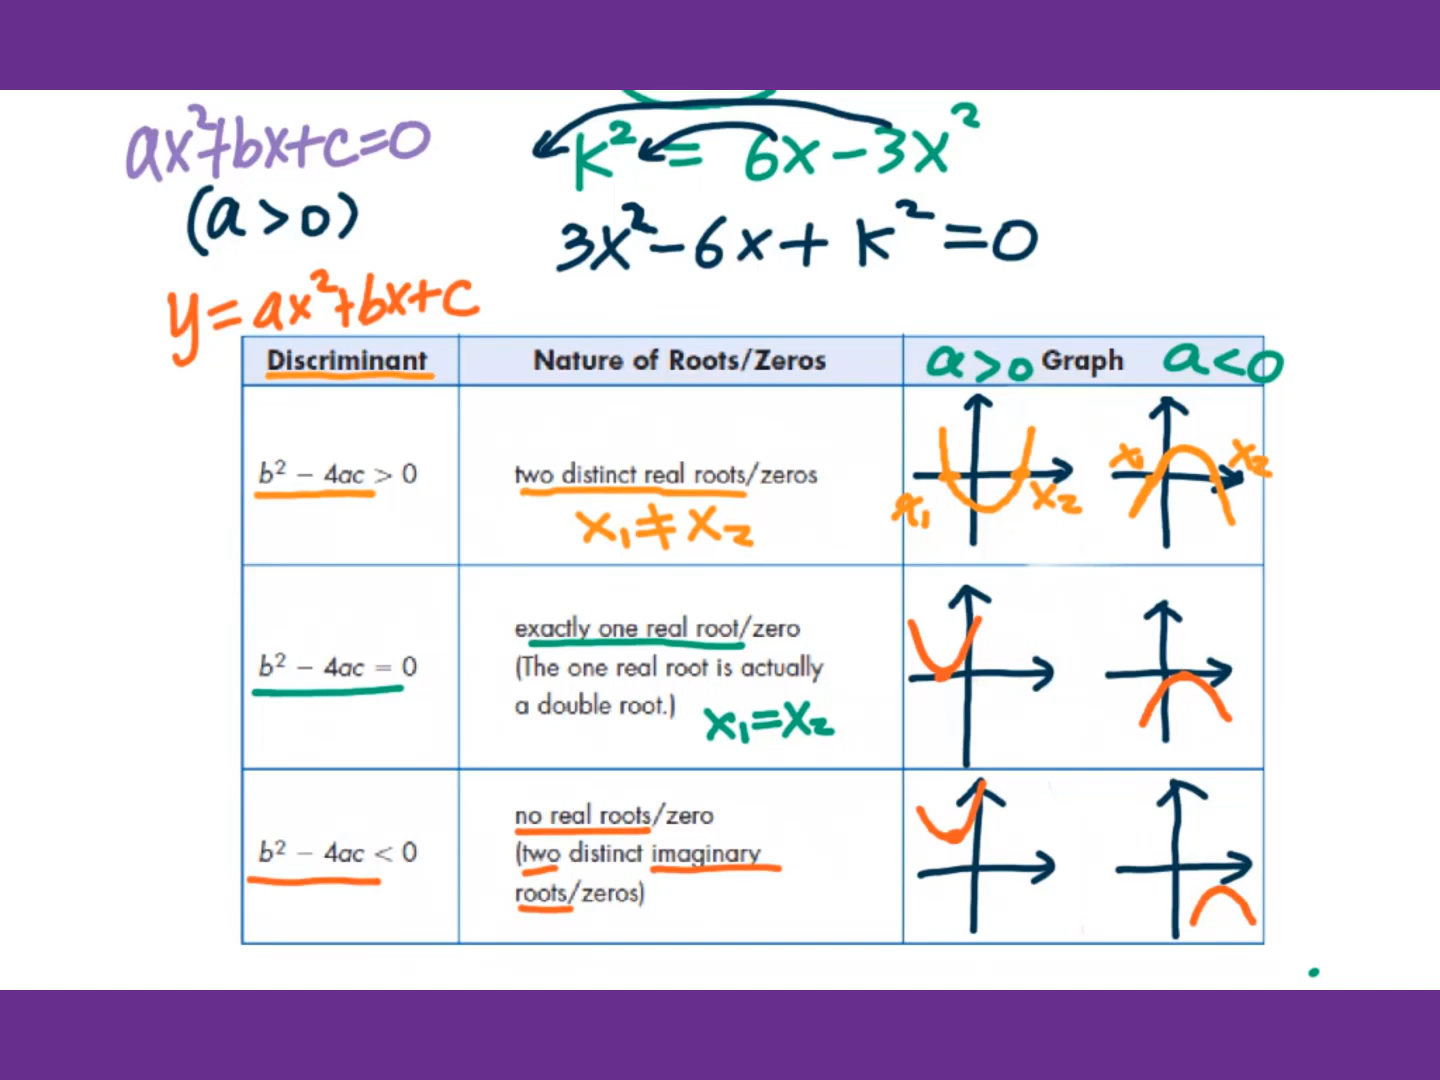 ax²+bx+c=0
(a>0)
y=ax²+bx+c
k² = 6x-3x²
3x²-6x+k²=0
Discriminant
Nature of Roots/Zeros
a>0 Graph a<0
b² − 4ac > 0
two distinct real roots/zeros
x₁≠x₂
x₁ x₂
x₁ x₂
b² − 4ac = 0
exactly one real root/zero
(The one real root is actually
a double root.)
x₁=x₂
b² − 4ac < 0
no real roots/zero
(two distinct imaginary
roots/zeros)